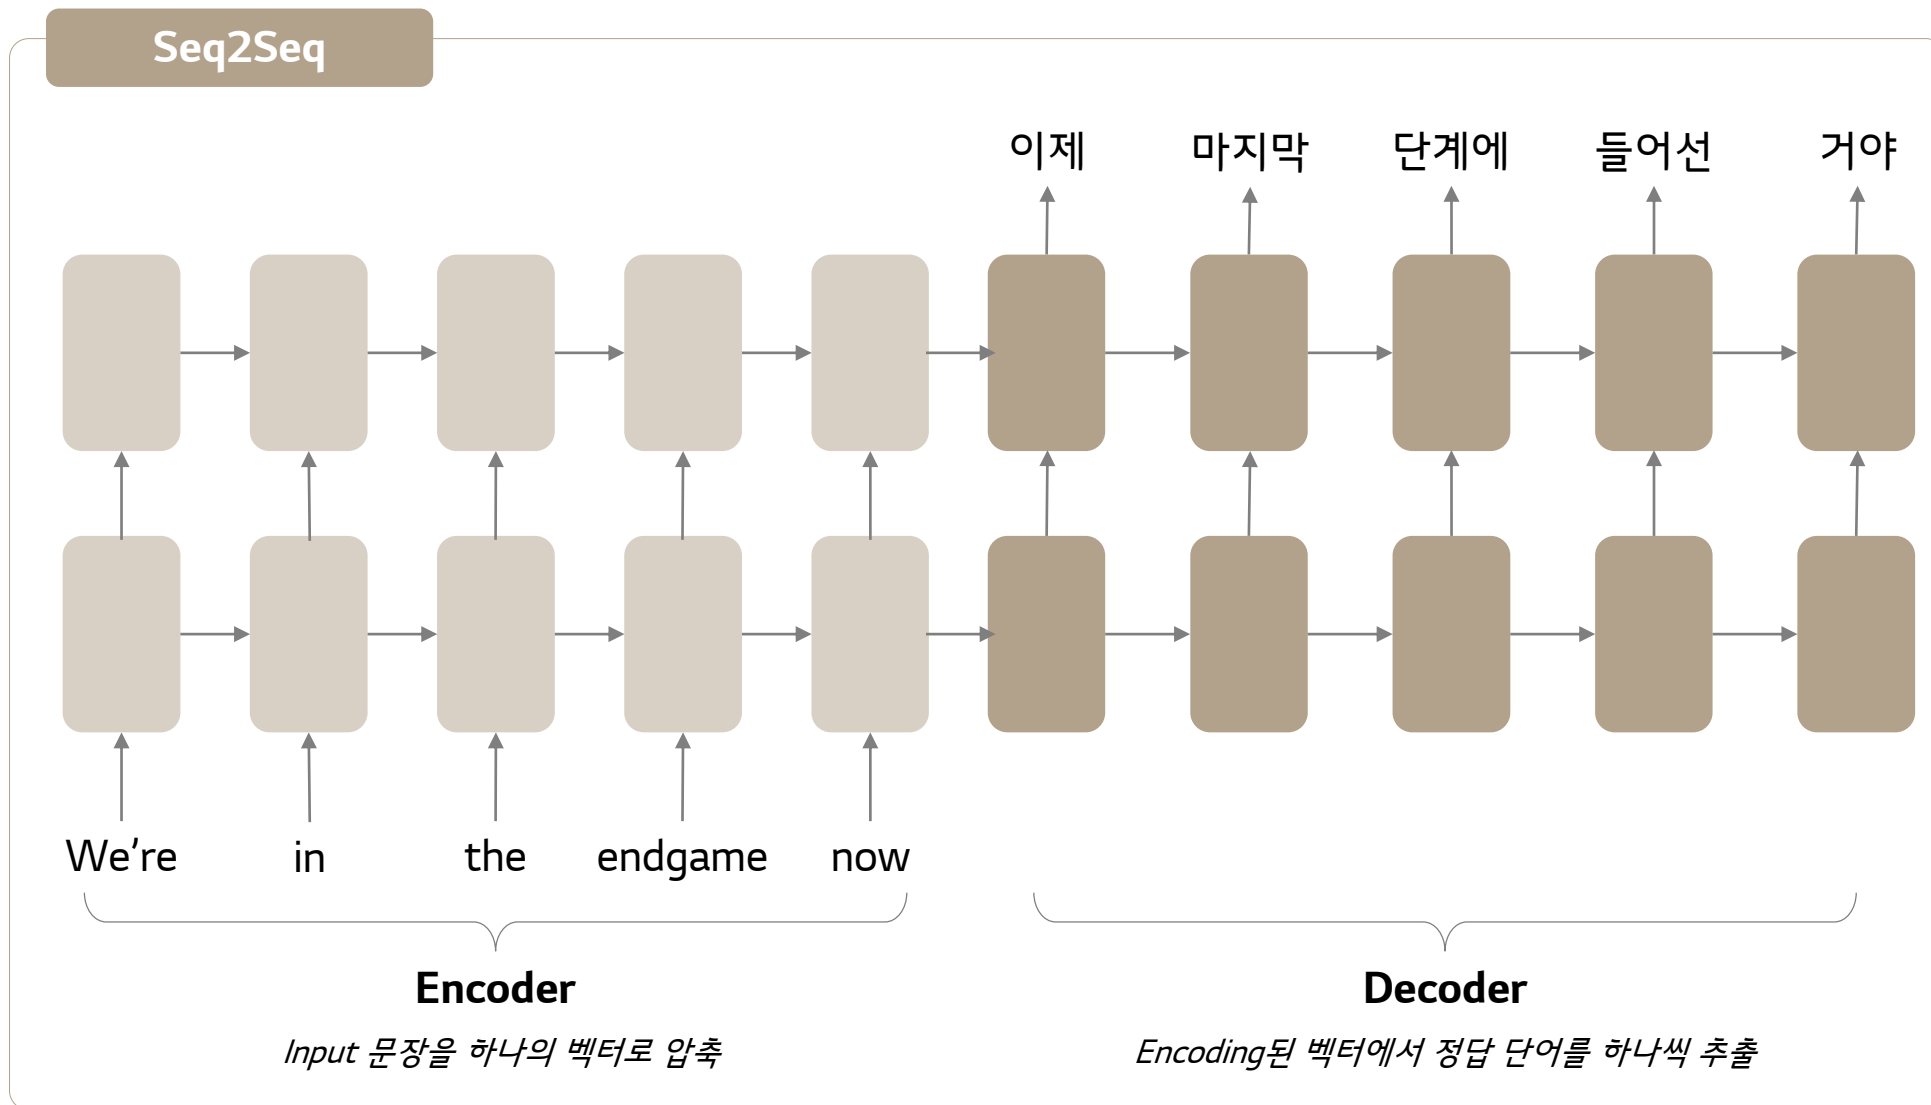 Seq2Seq
이제 마지막 단계에 들어선 거야
We're in the endgame now
Encoder
Input 문장을 하나의 벡터로 압축
Decoder
Encoding된 벡터에서 정답 단어를 하나씩 추출